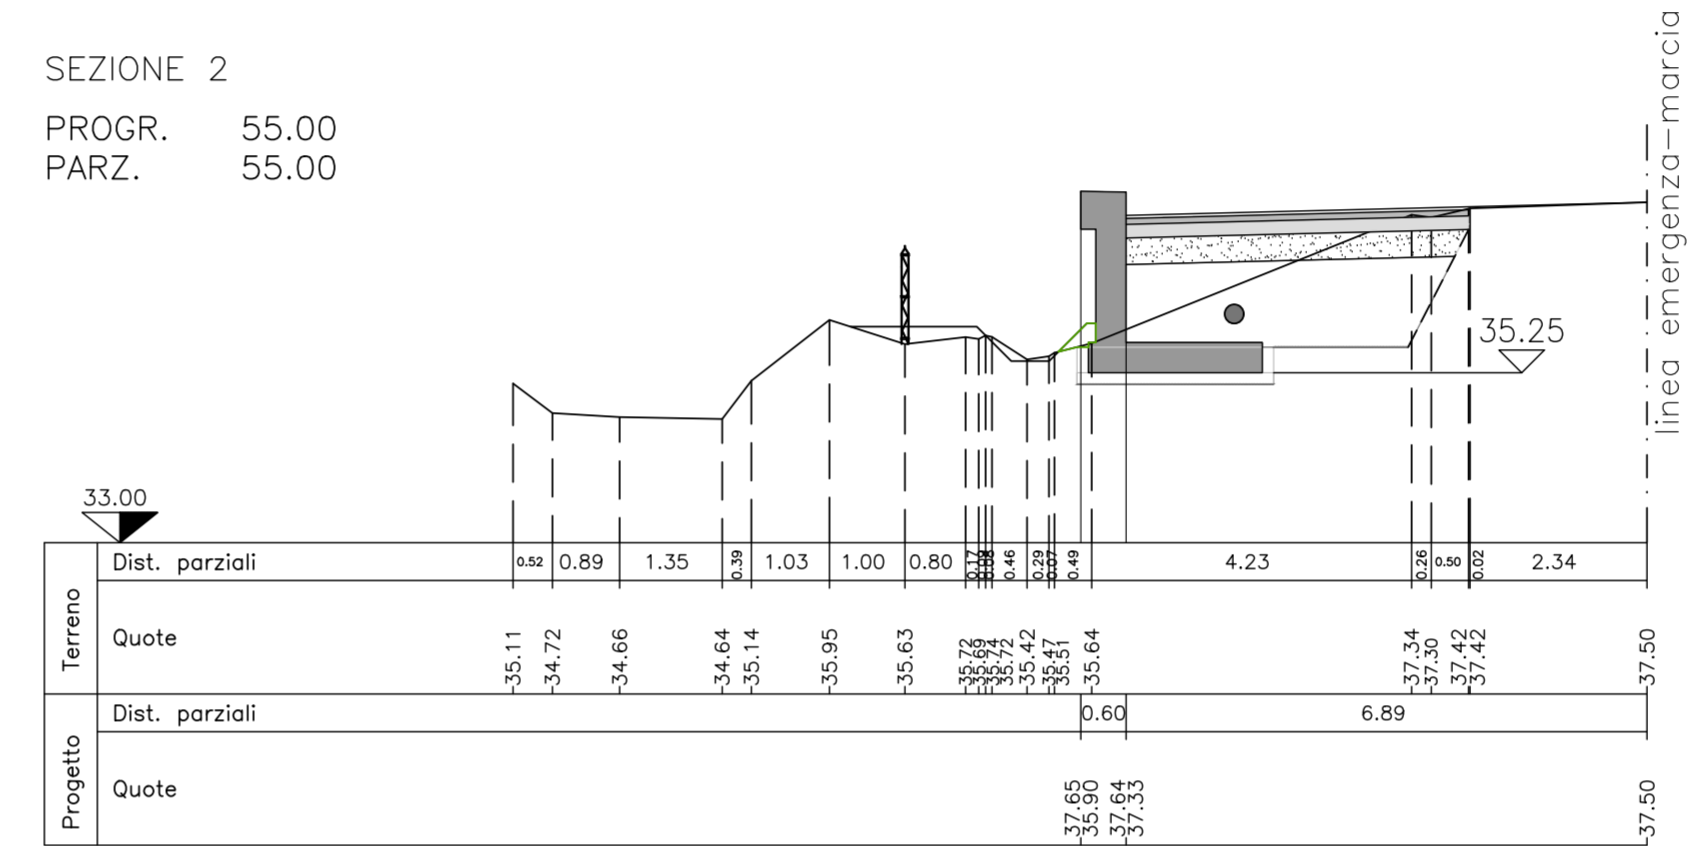 SEZIONE 2
PROGR. 55.00
PARZ. 55.00
linea emergenza-marcia
35.25
33.00
Terreno
Dist. parziali 0.52 0.89 1.35 0.39 1.03 1.00 0.80 0.17 0.08 0.46 0.29 0.07 0.49 4.23 0.26 0.50 0.02 2.34
Quote 35.11 34.72 34.66 34.64 35.14 35.95 35.63 35.72 35.69 35.74 35.72 35.42 35.47 35.51 35.64 37.34 37.30 37.42 37.42 37.50
Progetto
Dist. parziali 0.60 6.89
Quote 37.65 35.90 37.64 37.33 37.50